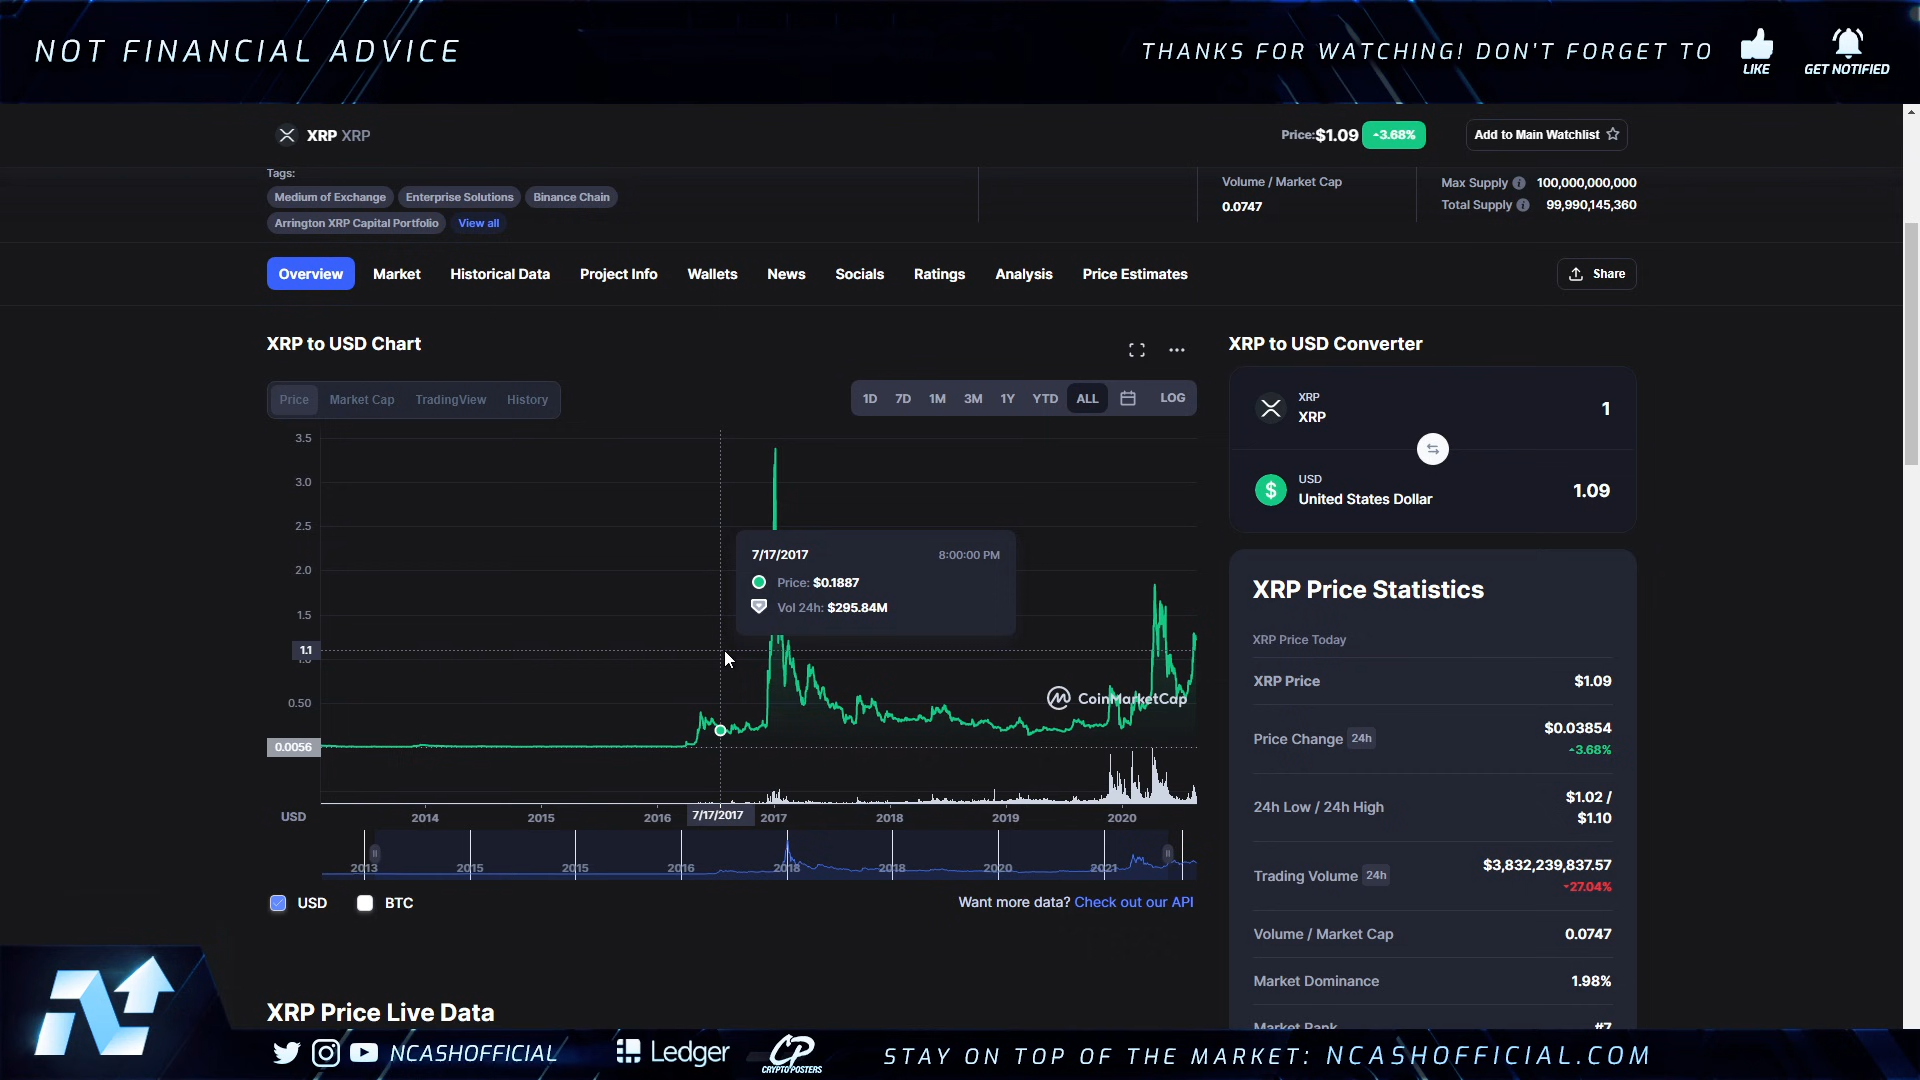 NOT FINANCIAL ADVICE
THANKS FOR WATCHING! DON'T FORGET TO
LIKE
GET NOTIFIED
XRP XRP
Price:$1.09
3.68%
Add to Main Watchlist
Tags:
Medium of Exchange
Enterprise Solutions
Binance Chain
Arrington XRP Capital Portfolio
View all
Volume / Market Cap
0.0747
Max Supply 100,000,000,000
Total Supply 99,990,145,360
Overview
Market
Historical Data
Project Info
Wallets
News
Socials
Ratings
Analysis
Price Estimates
Share
XRP to USD Chart
Price
Market Cap
TradingView
History
1D
7D
1M
3M
1Y
YTD
ALL
LOG
3.5
3.0
2.5
2.0
1.5
1.1
0.50
0.0056
7/17/2017
8:00:00 PM
Price: $0.1887
Vol 24h: $295.84M
CoinMarketCap
USD
2014
2015
2016
7/17/2017
2017
2018
2019
2020
2013
2015
2015
2016
2018
2018
2020
2021
USD
BTC
Want more data? Check out our API
XRP to USD Converter
XRP
XRP
1
USD
United States Dollar
1.09
XRP Price Statistics
XRP Price Today
XRP Price
$1.09
Price Change 24h
$0.03854
3.68%
24h Low / 24h High
$1.02 /
$1.10
Trading Volume 24h
$3,832,239,837.57
27.04%
Volume / Market Cap
0.0747
Market Dominance
1.98%
Market Rank
#7
XRP Price Live Data
NCASHOFFICIAL
Ledger
CP
CRYPTOPOSTERS
STAY ON TOP OF THE MARKET: NCASHOFFICIAL.COM